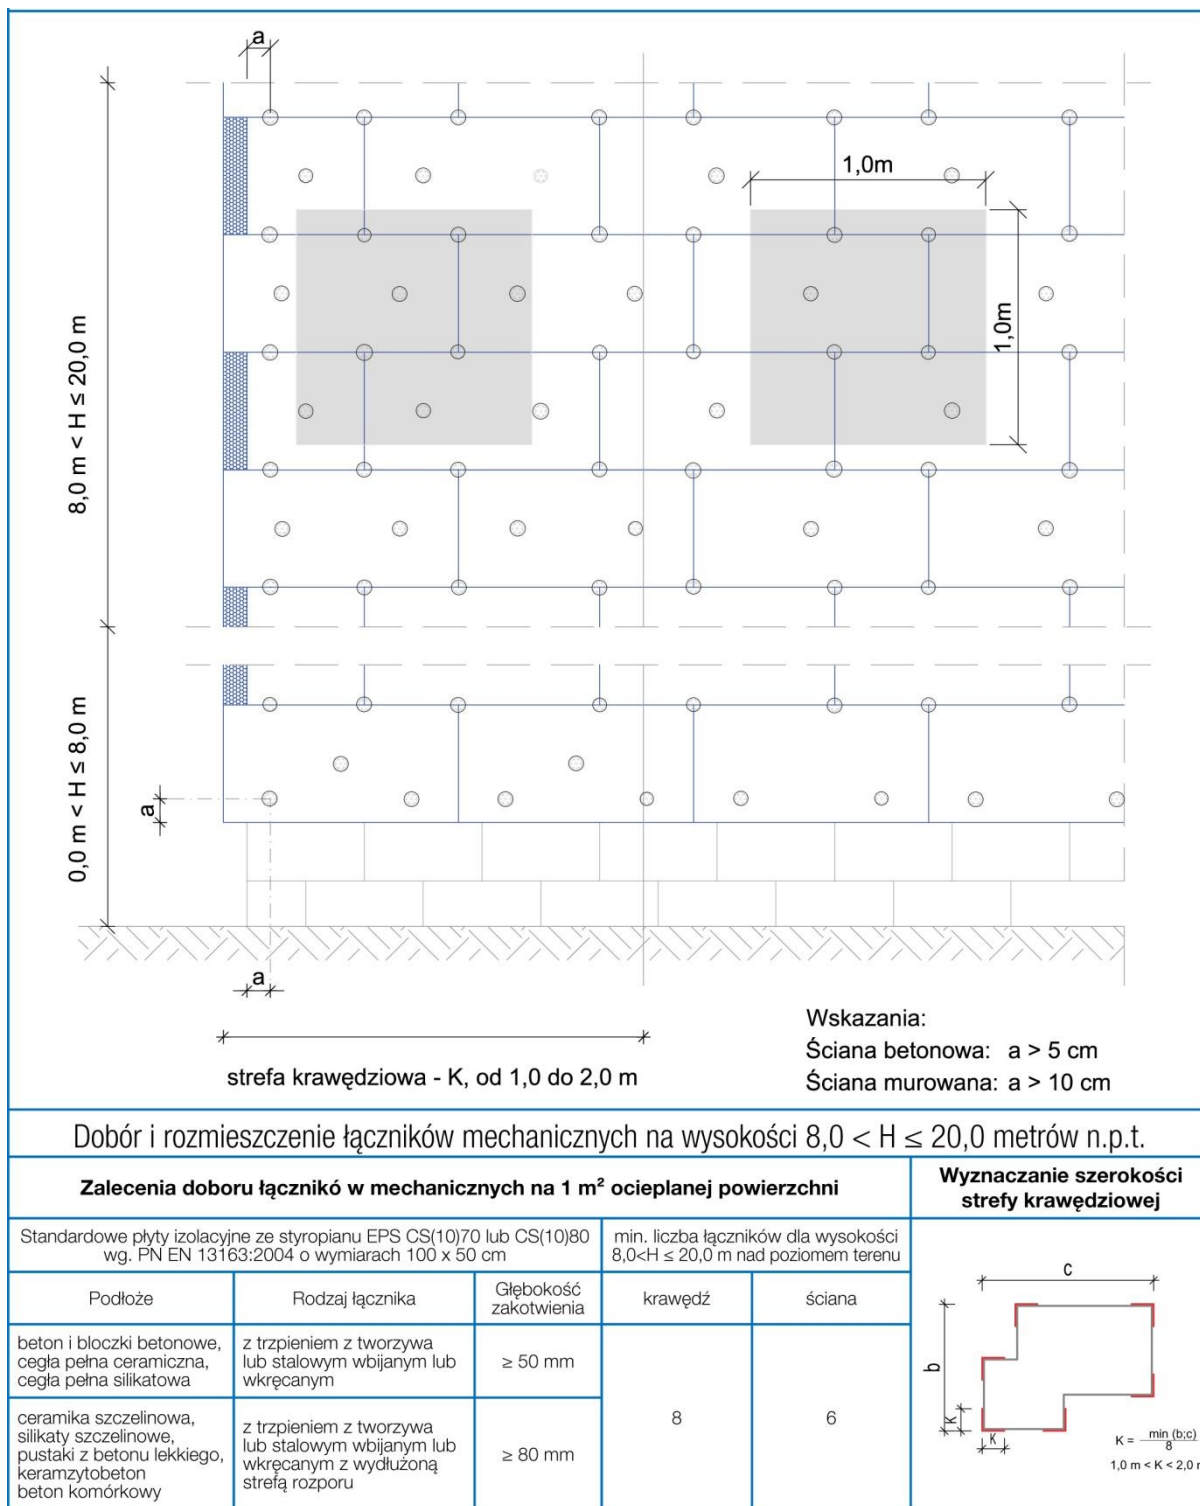 a
1,0m
1,0m
8,0 m < H ≤ 20,0 m
0,0 m < H ≤ 8,0 m
a
a
Wskazania:
Ściana betonowa: a > 5 cm
Ściana murowana: a > 10 cm
strefa krawędziowa - K, od 1,0 do 2,0 m
Dobór i rozmieszczenie łączników mechanicznych na wysokości 8,0 < H ≤ 20,0 metrów n.p.t.
Zalecenia doboru łącznikó w mechanicznych na 1 m² ocieplanej powierzchni
Wyznaczanie szerokości
strefy krawędziowej
Standardowe płyty izolacyjne ze styropianu EPS CS(10)70 lub CS(10)80
wg. PN EN 13163:2004 o wymiarach 100 x 50 cm
min. liczba łączników dla wysokości
8,0<H ≤ 20,0 m nad poziomem terenu
Podłoże
Rodzaj łącznika
Głębokość
zakotwienia
krawędź
ściana
beton i bloczki betonowe,
cegła pełna ceramiczna,
cegła pełna silikatowa
z trzpieniem z tworzywa
lub stalowym wbijanym lub
wkręcanym
≥ 50 mm
ceramika szczelinowa,
silikaty szczelinowe,
pustaki z betonu lekkiego,
keramzytobeton
beton komórkowy
z trzpieniem z tworzywa
lub stalowym wbijanym lub
wkręcanym z wydłużoną
strefą rozporu
≥ 80 mm
8
6
c
b
K
K
K = min (b;c)
8
1,0 m < K < 2,0 m